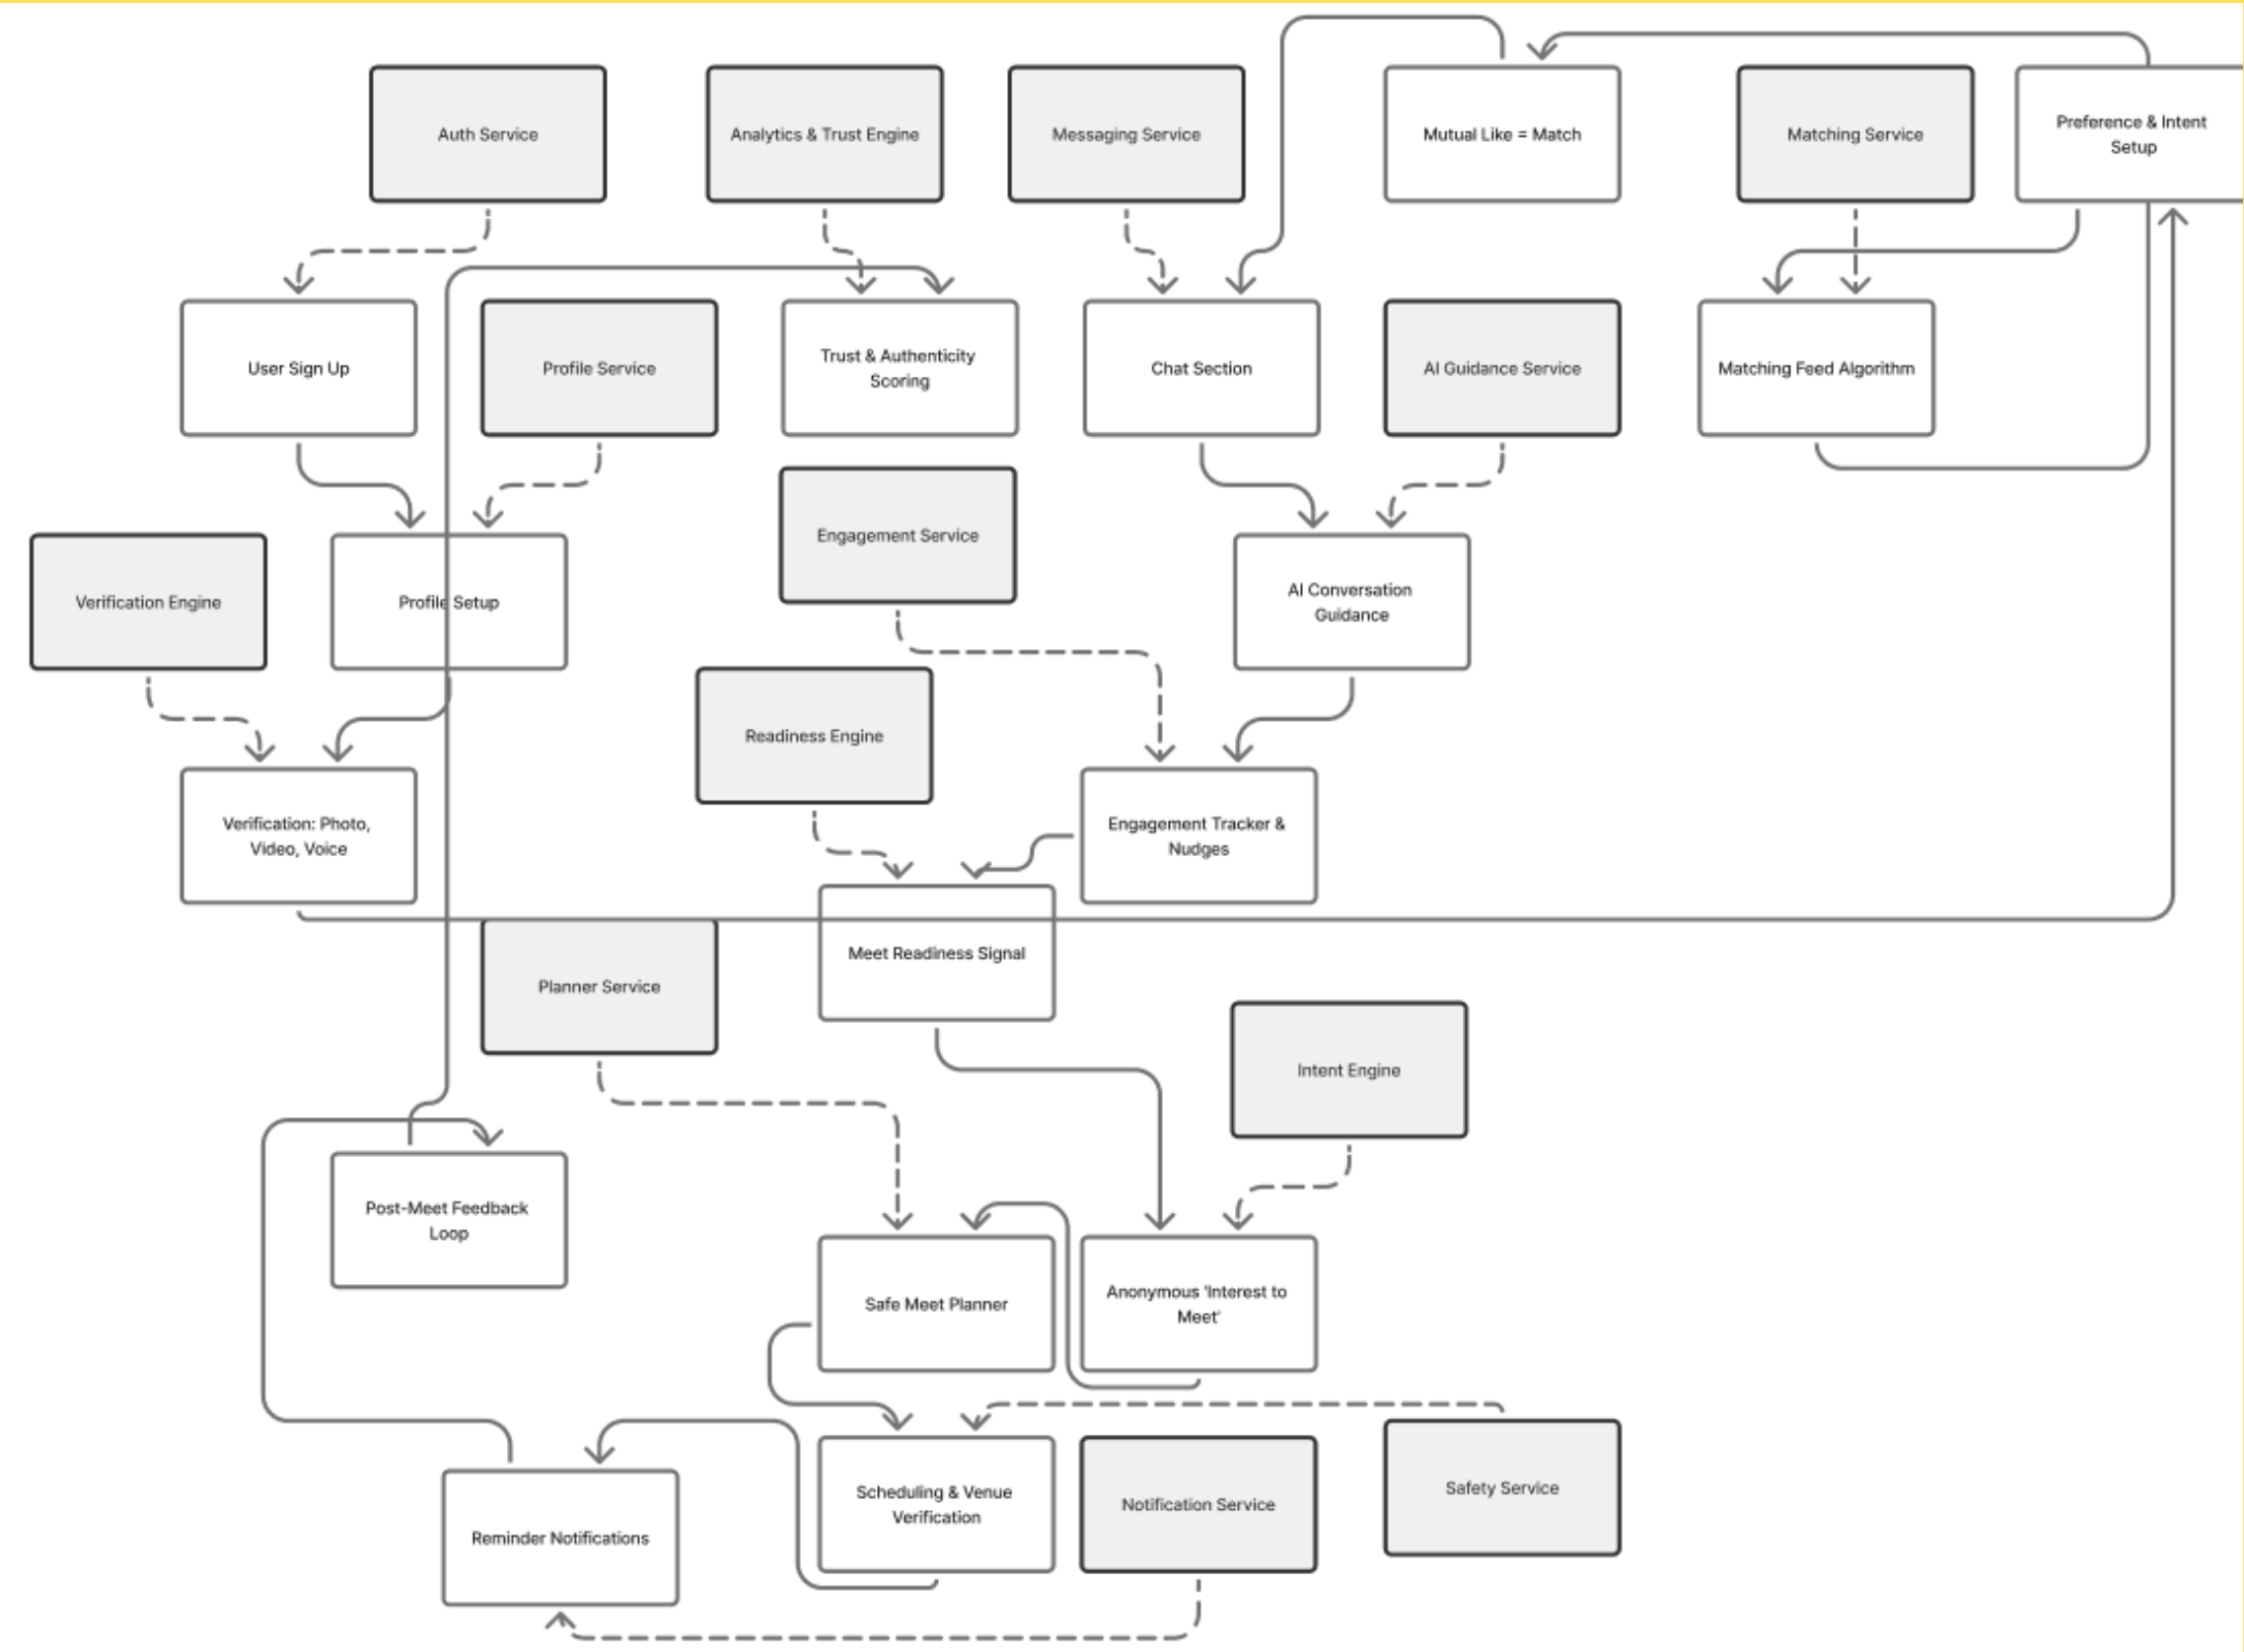 Auth Service
Analytics & Trust Engine
Messaging Service
Mutual Like = Match
Matching Service
Preference & Intent
Setup
User Sign Up
Profile Service
Trust & Authenticity
Scoring
Chat Section
AI Guidance Service
Matching Feed Algorithm
Engagement Service
Verification Engine
Profile Setup
AI Conversation
Guidance
Readiness Engine
Verification: Photo,
Video, Voice
Engagement Tracker &
Nudges
Meet Readiness Signal
Planner Service
Intent Engine
Post-Meet Feedback
Loop
Safe Meet Planner
Anonymous 'Interest to
Meet'
Scheduling & Venue
Verification
Notification Service
Safety Service
Reminder Notifications